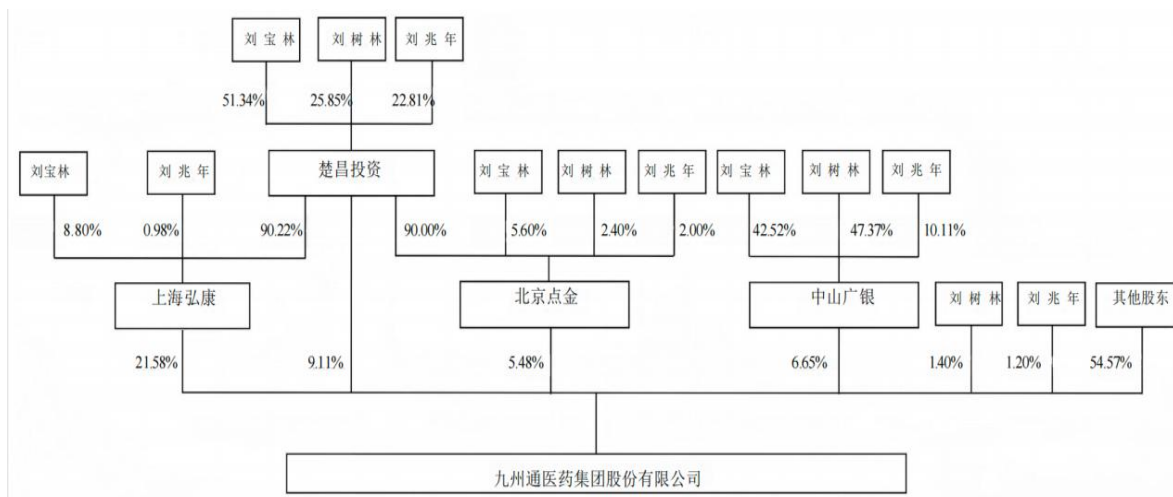 刘宝林 刘树林 刘兆年
51.34% 25.85% 22.81%
刘宝林 刘兆年 楚昌投资 刘宝林 刘树林 刘兆年 刘宝林 刘树林 刘兆年
8.80% 0.98% 90.22% 90.00% 5.60% 2.40% 2.00% 42.52% 47.37% 10.11%
上海弘康 北京点金 中山广银 刘树林 刘兆年 其他股东
21.58% 9.11% 5.48% 6.65% 1.40% 1.20% 54.57%
九州通医药集团股份有限公司